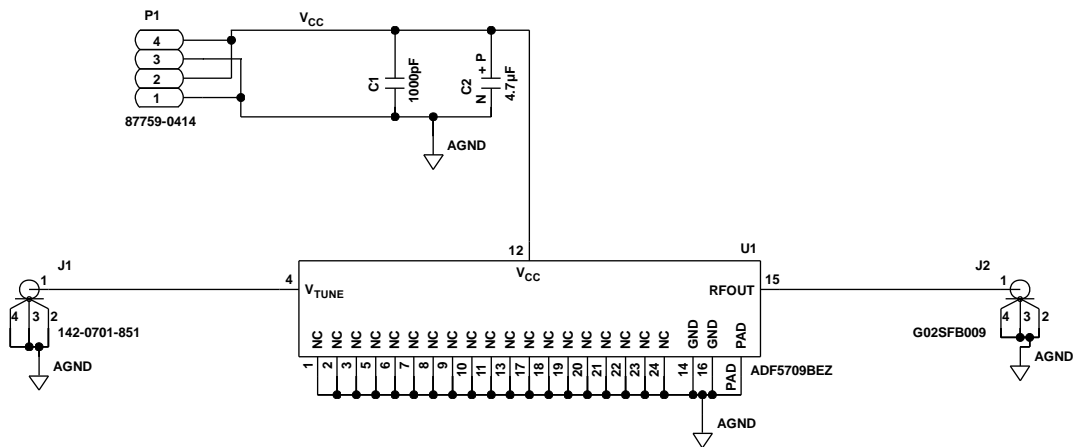 P1
V_CC
4
3
2
1
87759-0414
C1
1000pF
C2
+ P
N
4.7µF
AGND
12
U1
V_CC
J1
1
4
V_TUNE
RFOUT
15
1
J2
4 3 2
142-0701-851
AGND
4 3 2
G02SFB009
AGND
NC NC NC NC NC NC NC NC NC NC NC NC NC NC NC NC NC NC NC GND GND PAD
1 2 3 5 6 7 8 9 10 11 13 17 18 19 20 21 22 23 24 14 16 PAD
ADF5709BEZ
AGND